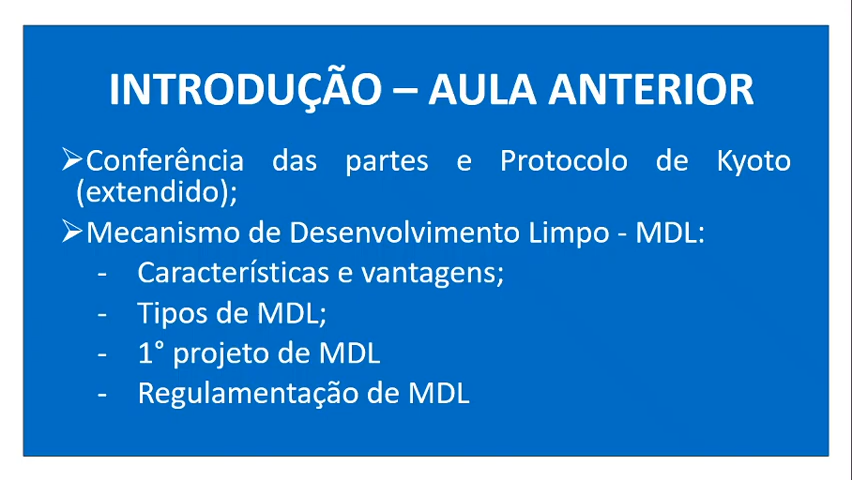 INTRODUÇÃO – AULA ANTERIOR
➢Conferência das partes e Protocolo de Kyoto
(extendido);
➢Mecanismo de Desenvolvimento Limpo - MDL:
- Características e vantagens;
- Tipos de MDL;
- 1° projeto de MDL
- Regulamentação de MDL